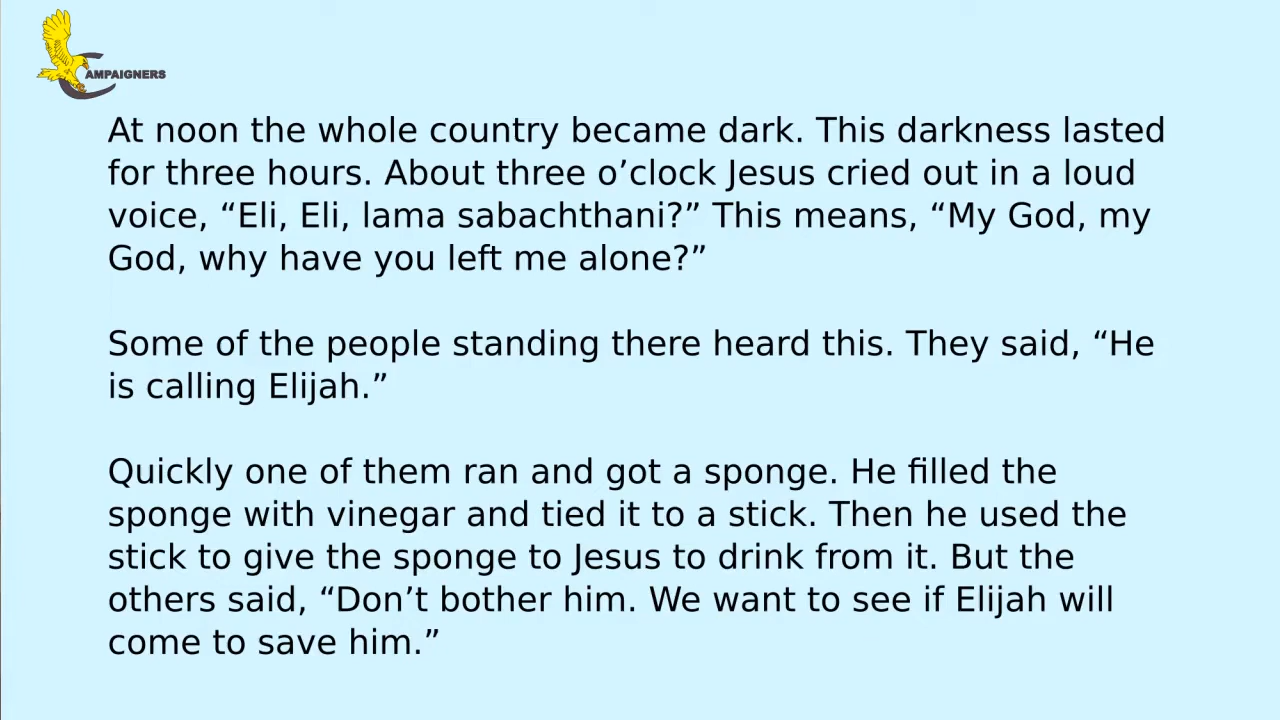 CAMPAIGNERS
At noon the whole country became dark. This darkness lasted
for three hours. About three o’clock Jesus cried out in a loud
voice, “Eli, Eli, lama sabachthani?” This means, “My God, my
God, why have you left me alone?”
Some of the people standing there heard this. They said, “He
is calling Elijah.”
Quickly one of them ran and got a sponge. He filled the
sponge with vinegar and tied it to a stick. Then he used the
stick to give the sponge to Jesus to drink from it. But the
others said, “Don’t bother him. We want to see if Elijah will
come to save him.”